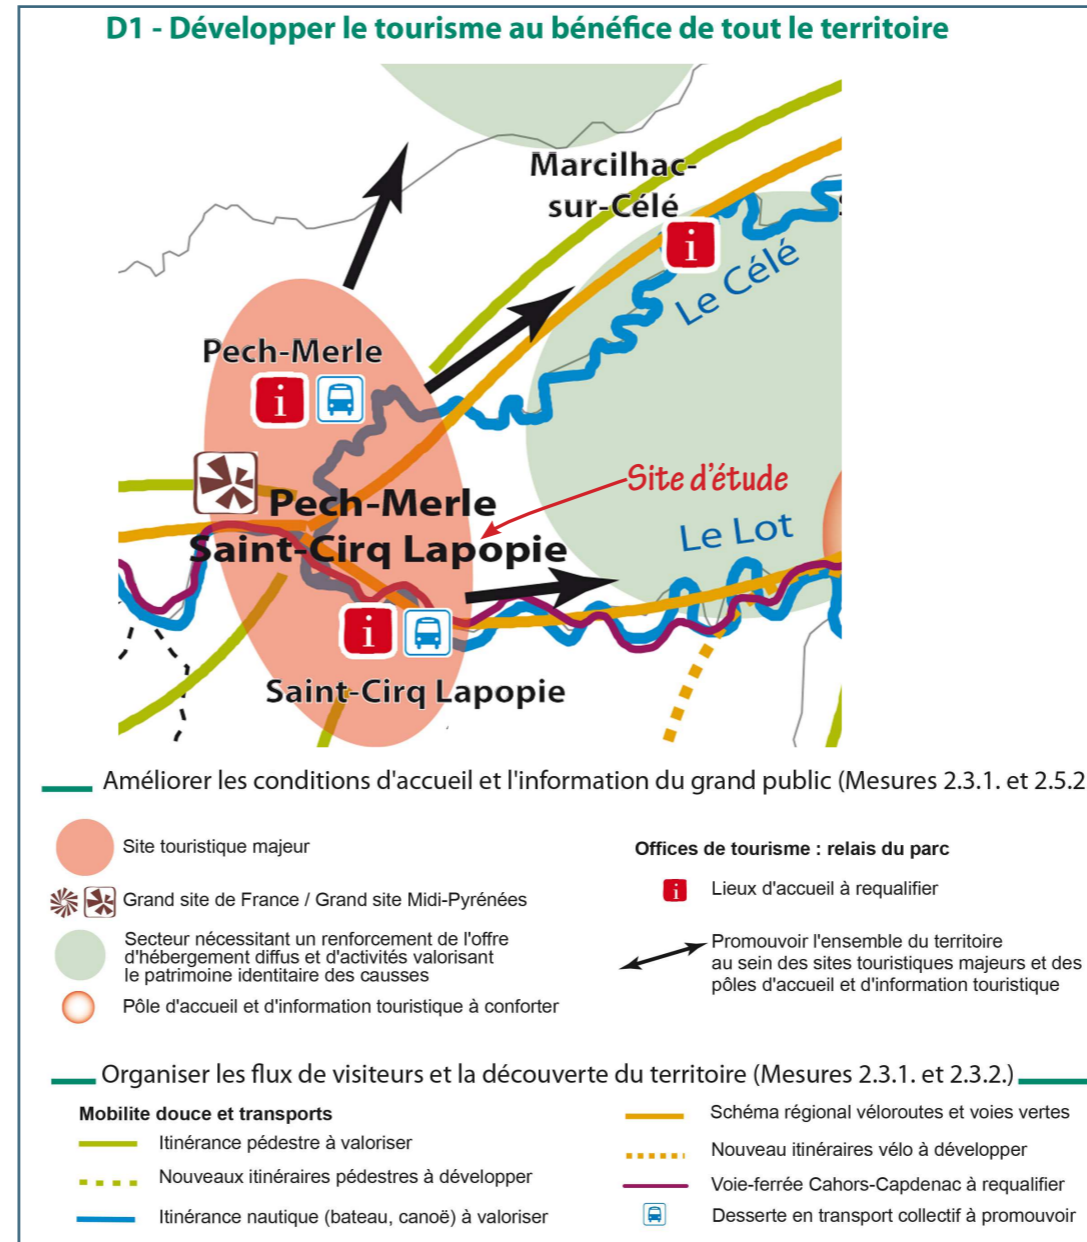 D1 - Développer le tourisme au bénéfice de tout le territoire
Marcilhac-
sur-Célé
i
Le Célé
Pech-Merle
i
Site d'étude
Pech-Merle
Saint-Cirq Lapopie
Le Lot
i
Saint-Cirq Lapopie
Améliorer les conditions d'accueil et l'information du grand public (Mesures 2.3.1. et 2.5.2
Site touristique majeur
Grand site de France / Grand site Midi-Pyrénées
Secteur nécessitant un renforcement de l'offre
d'hébergement diffus et d'activités valorisant
le patrimoine identitaire des causses
Pôle d'accueil et d'information touristique à conforter
Offices de tourisme : relais du parc
i
Lieux d'accueil à requalifier
Promouvoir l'ensemble du territoire
au sein des sites touristiques majeurs et des
pôles d'accueil et d'information touristique
Organiser les flux de visiteurs et la découverte du territoire (Mesures 2.3.1. et 2.3.2.)
Mobilite douce et transports
Itinérance pédestre à valoriser
Nouveaux itinéraires pédestres à développer
Itinérance nautique (bateau, canoë) à valoriser
Schéma régional véloroutes et voies vertes
Nouveau itinéraires vélo à développer
Voie-ferrée Cahors-Capdenac à requalifier
Desserte en transport collectif à promouvoir